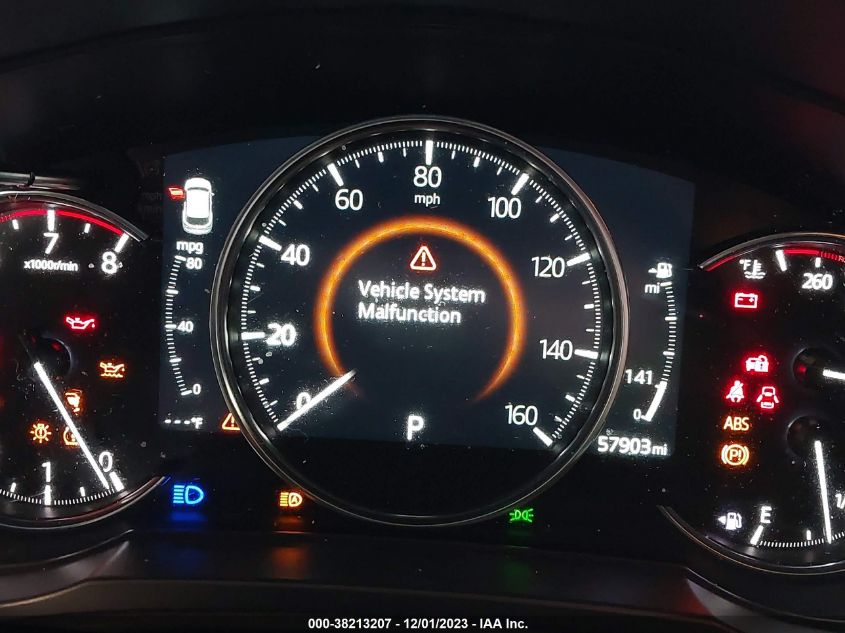 80
60
mph
100
7
mpg
x1000r/min
8
80
40
120
°F
260
mi
Vehicle System
Malfunction
40
20
140
141
0
0
160
0
---°F
P
57903 mi
ABS
(P)
1
0
E
000-38213207 - 12/01/2023 - IAA Inc.